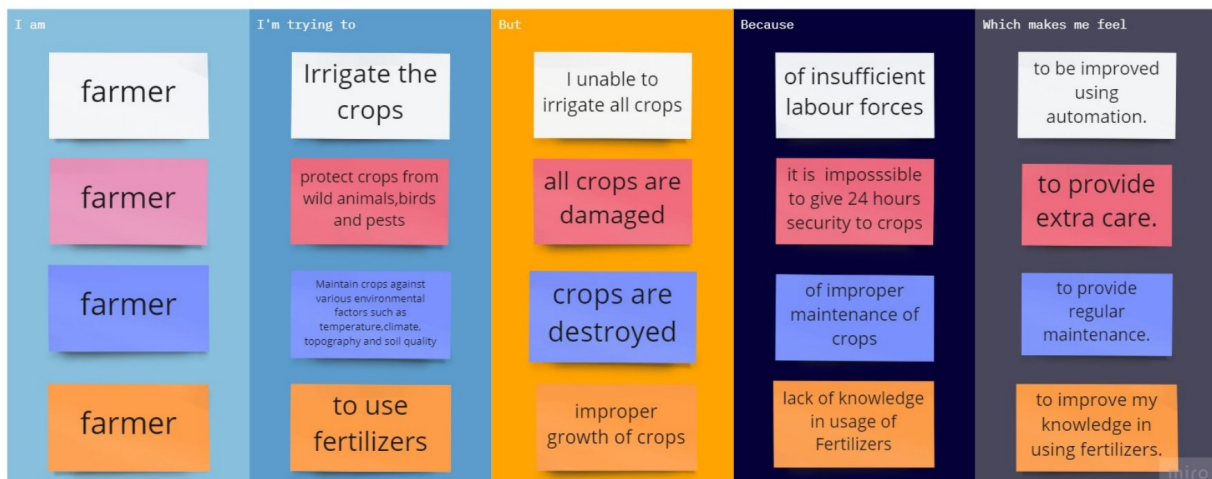 I am
I'm trying to
But
Because
Which makes me feel
farmer
Irrigate the
crops
I unable to
irrigate all crops
of insufficient
labour forces
to be improved
using
automation.
farmer
protect crops from
wild animals,birds
and pests
all crops are
damaged
it is imposssible
to give 24 hours
security to crops
to provide
extra care.
farmer
Maintain crops against
various environmental
factors such as
temperature,climate,
topography and soil quality
crops are
destroyed
of improper
maintenance of
crops
to provide
regular
maintenance.
farmer
to use
fertilizers
improper
growth of crops
lack of knowledge
in usage of
Fertilizers
to improve my
knowledge in
using fertilizers.
miro